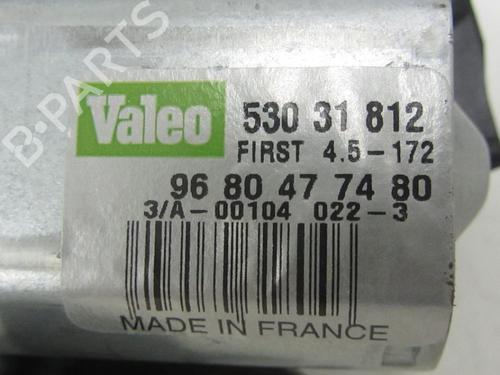 Valeo 530 31 812
FIRST 4.5-172
96 80 47 74 80
3/A-00104 022-3
MADE IN FRANCE
B-PARTS